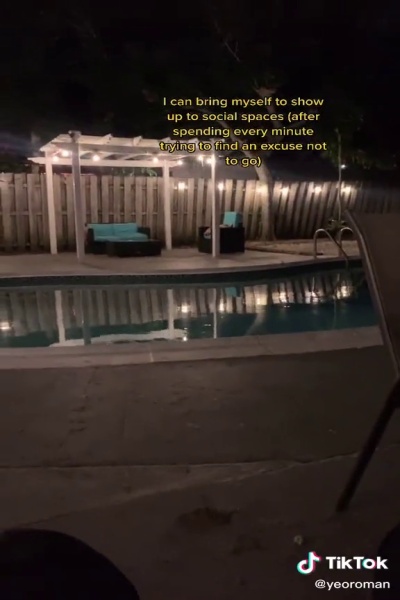 I can bring myself to show
up to social spaces (after
spending every minute
trying to find an excuse not
to go)
TikTok
@yeoroman